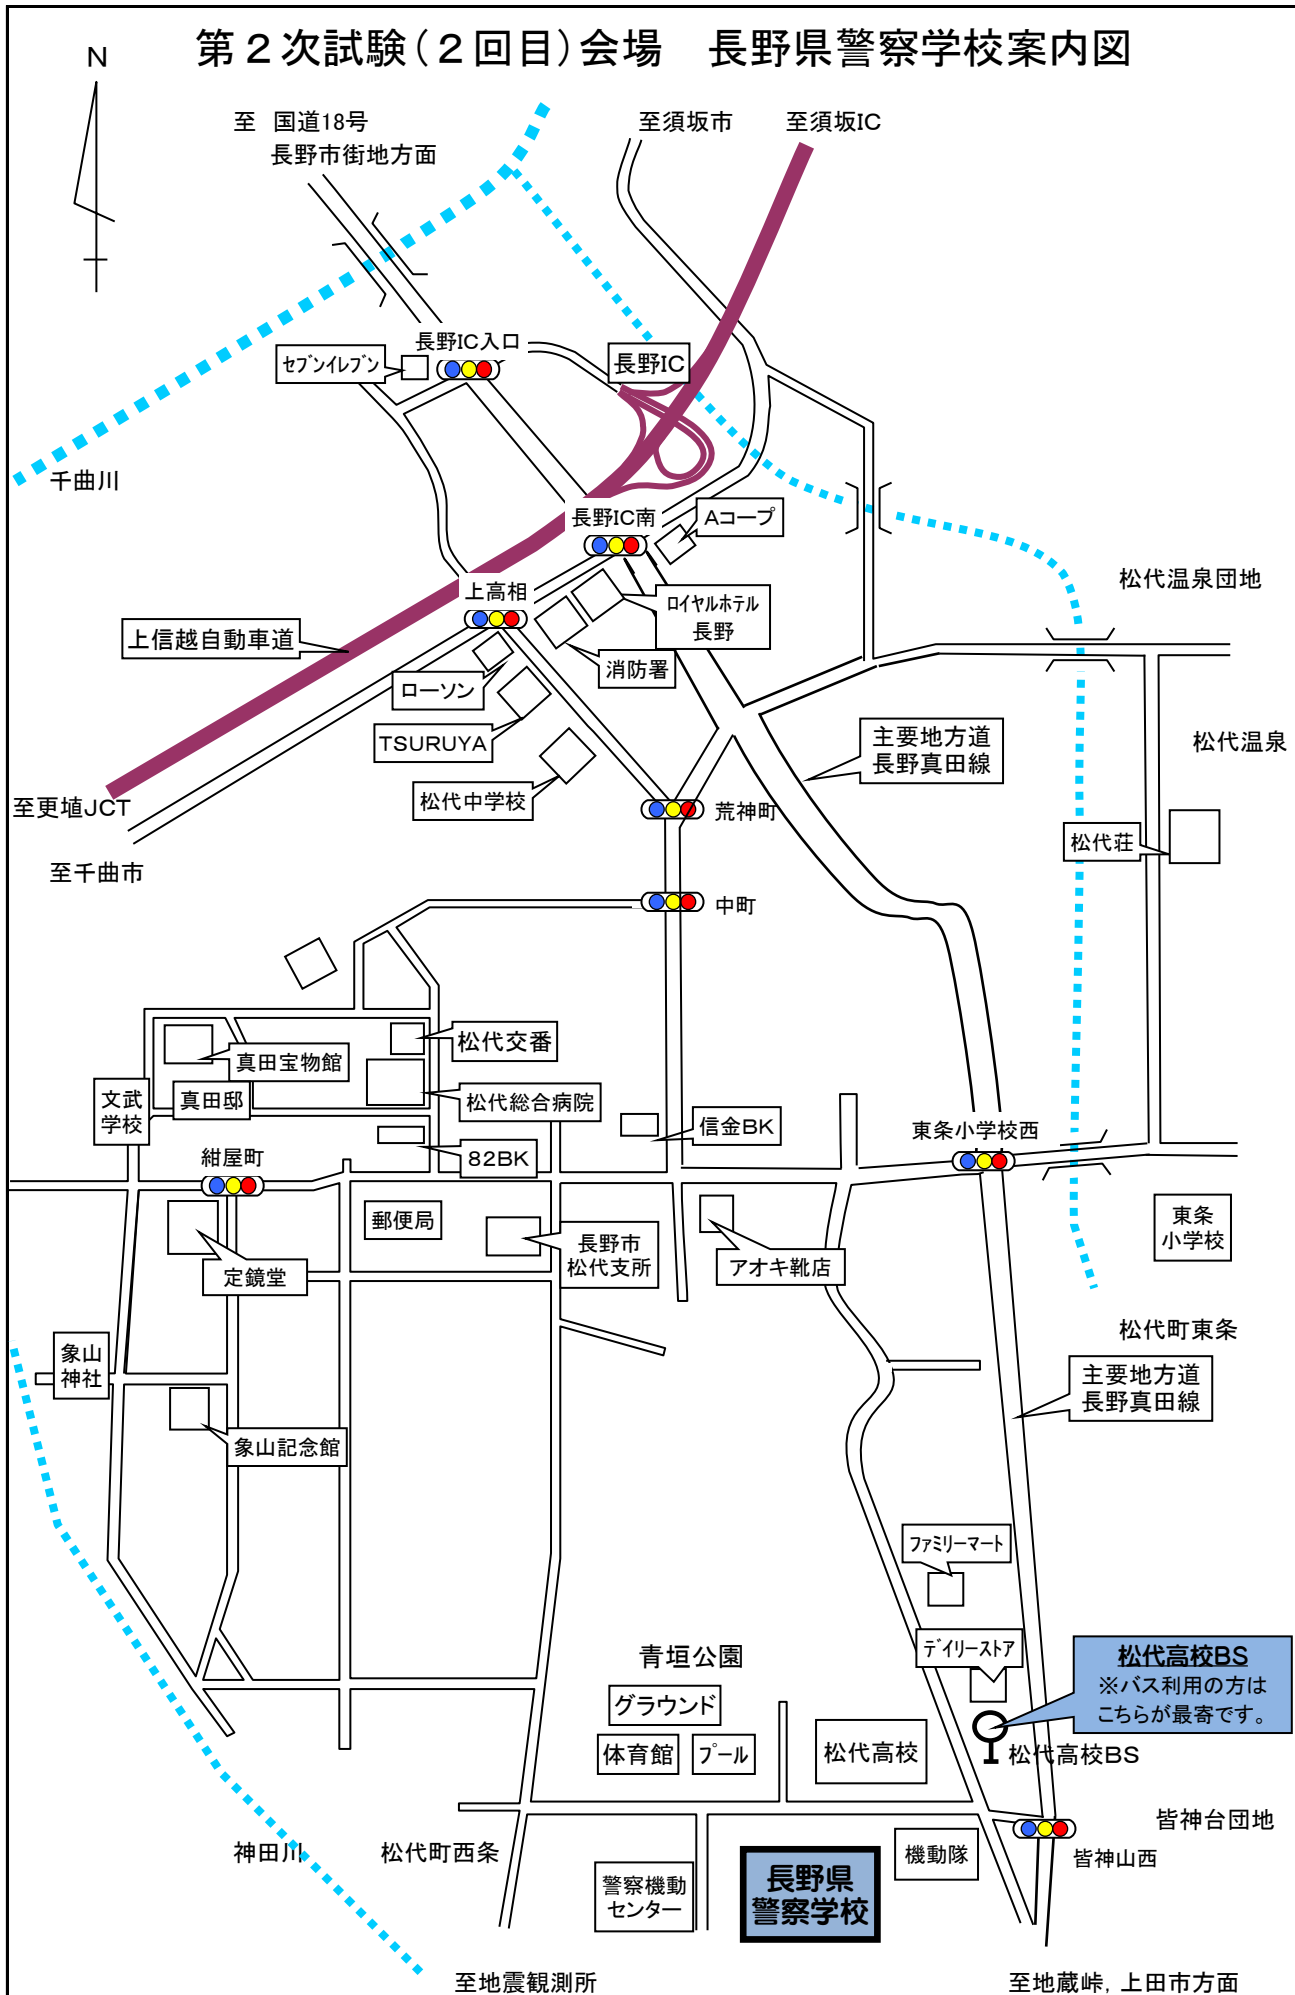 第２次試験（２回目）会場　長野県警察学校案内図
N
至　国道18号
長野市街地方面
至須坂市
至須坂IC
長野IC入口
セブンイレブン
長野IC
千曲川
長野IC南
Aコープ
上高相
ロイヤルホテル
長野
松代温泉団地
上信越自動車道
消防署
ローソン
TSURUYA
主要地方道
長野真田線
松代温泉
松代中学校
至更埴JCT
荒神町
松代荘
至千曲市
中町
松代交番
真田宝物館
文武
学校
真田邸
松代総合病院
信金BK
東条小学校西
82BK
紺屋町
郵便局
東条
小学校
長野市
松代支所
定鏡堂
アオキ靴店
松代町東条
象山
神社
主要地方道
長野真田線
象山記念館
ファミリーマート
青垣公園
デイリーストア
松代高校BS
※バス利用の方は
こちらが最寄です。
グラウンド
体育館
プール
松代高校
松代高校BS
皆神台団地
神田川
松代町西条
機動隊
皆神山西
警察機動
センター
長野県
警察学校
至地震観測所
至地蔵峠，上田市方面